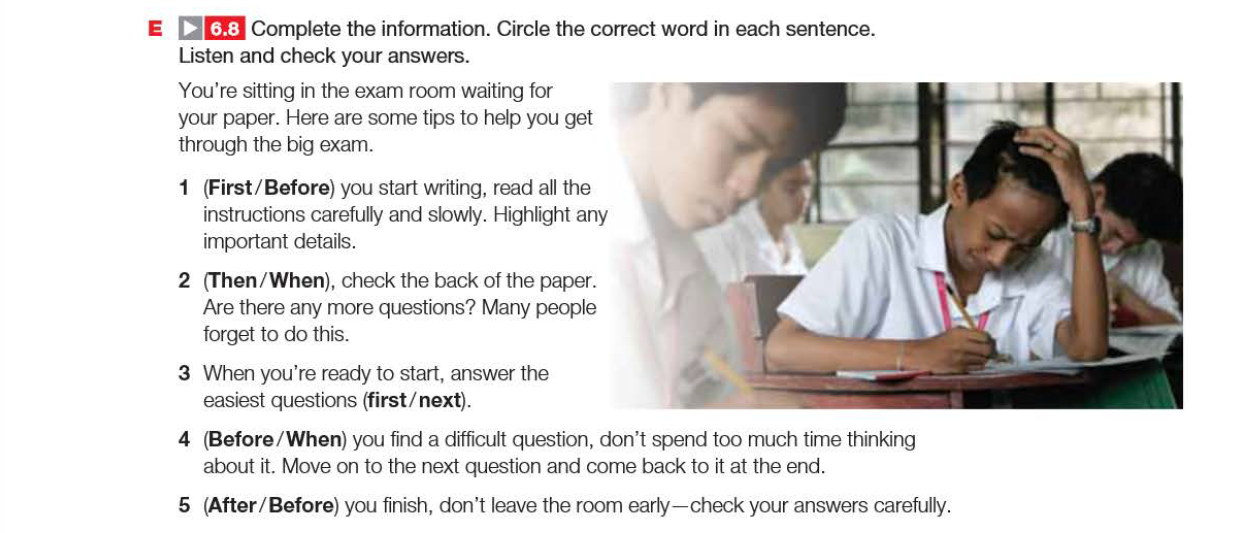 E 6.8 Complete the information. Circle the correct word in each sentence.
Listen and check your answers.
You're sitting in the exam room waiting for
your paper. Here are some tips to help you get
through the big exam.
1 (First/Before) you start writing, read all the
instructions carefully and slowly. Highlight any
important details.
2 (Then/When), check the back of the paper.
Are there any more questions? Many people
forget to do this.
3 When you're ready to start, answer the
easiest questions (first/next).
4 (Before/When) you find a difficult question, don't spend too much time thinking
about it. Move on to the next question and come back to it at the end.
5 (After/Before) you finish, don't leave the room early—check your answers carefully.